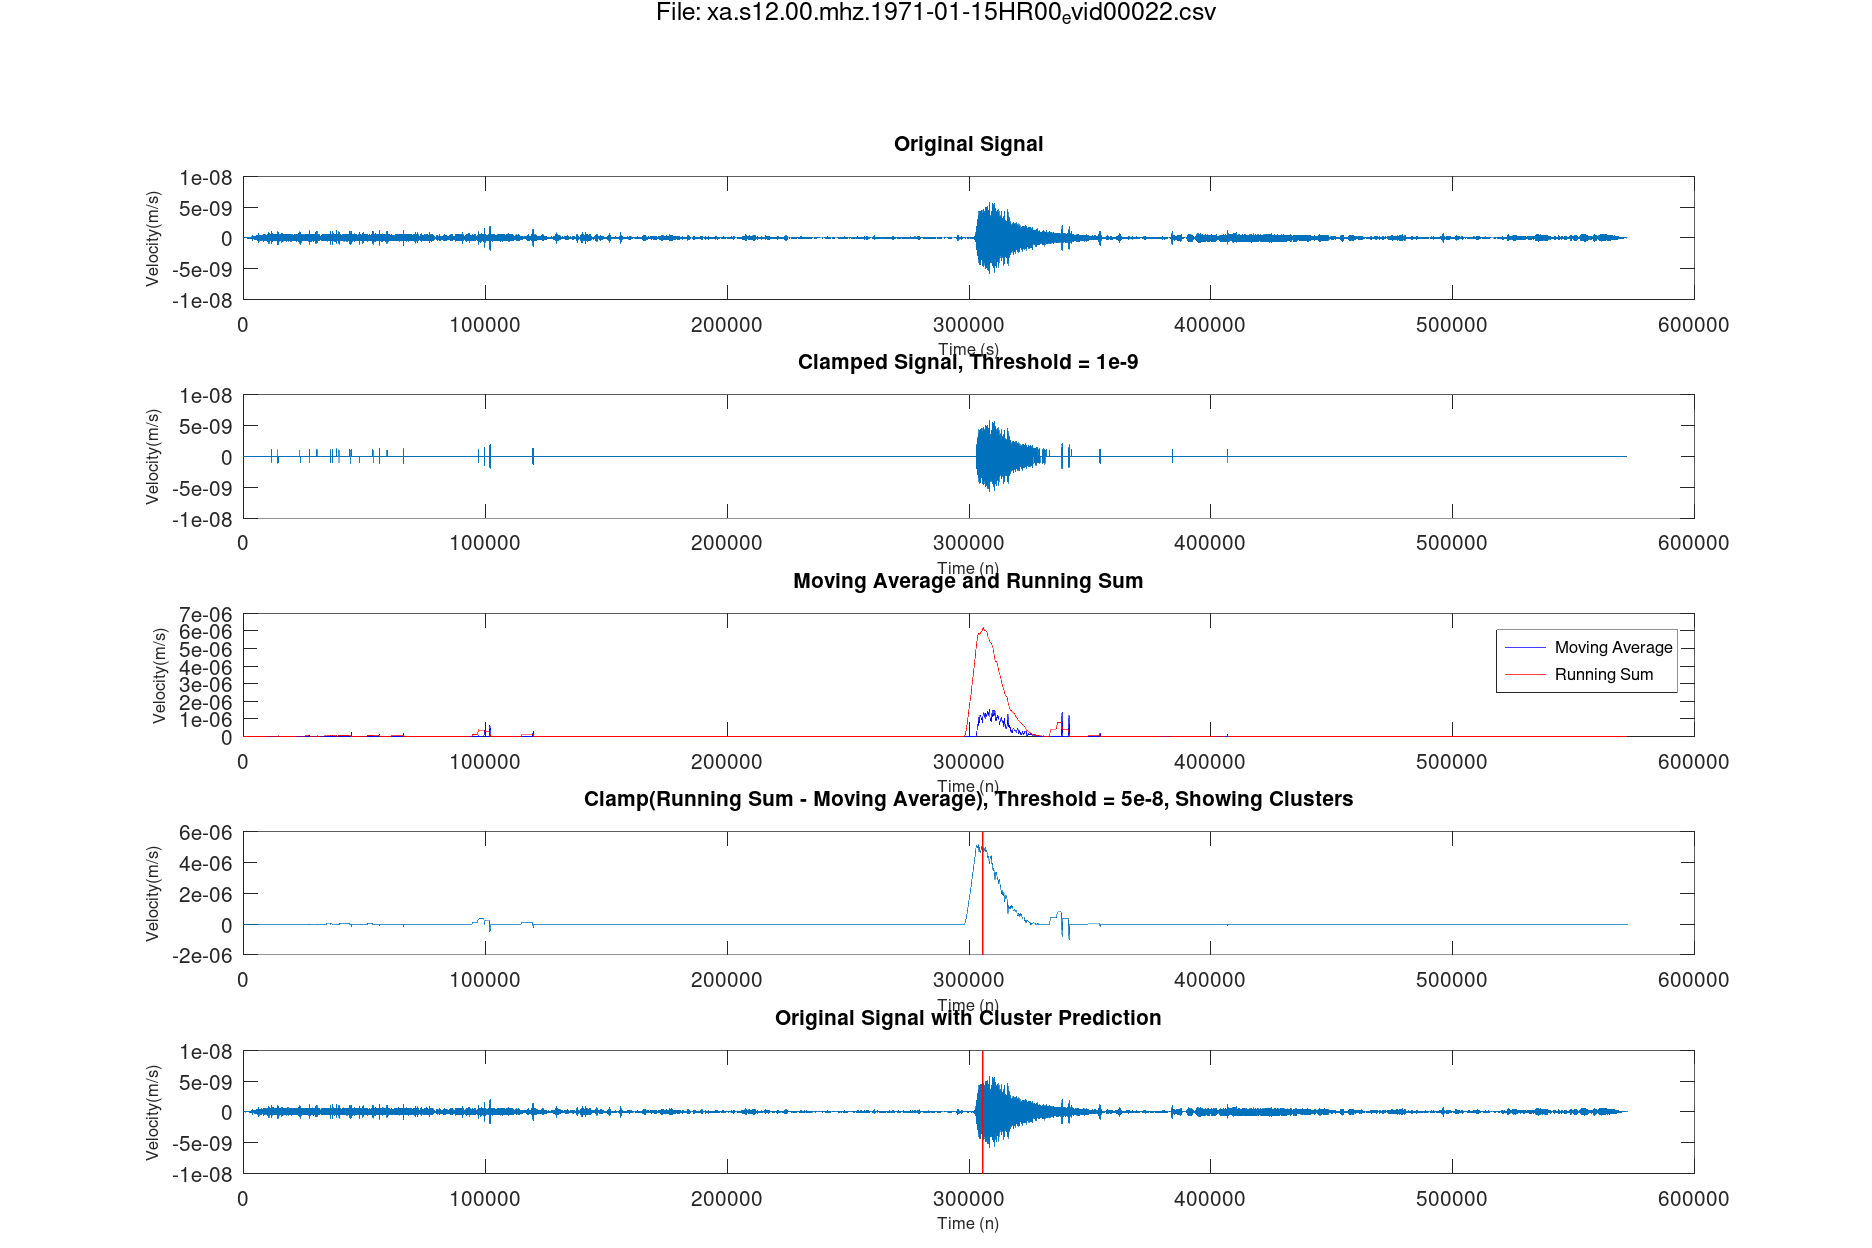 File: xa.s12.00.mhz.1971-01-15HR00evid00022.csv
Original Signal
1e-08
5e-09
0
-5e-09
-1e-08
Velocity(m/s)
0 100000 200000 300000 400000 500000 600000
Time (s)
Clamped Signal, Threshold = 1e-9
1e-08
5e-09
0
-5e-09
-1e-08
Velocity(m/s)
0 100000 200000 300000 400000 500000 600000
Time (n)
Moving Average and Running Sum
7e-06
6e-06
5e-06
4e-06
3e-06
2e-06
1e-06
0
Velocity(m/s)
Moving Average
Running Sum
0 100000 200000 300000 400000 500000 600000
Time (n)
Clamp(Running Sum - Moving Average), Threshold = 5e-8, Showing Clusters
6e-06
4e-06
2e-06
0
-2e-06
Velocity(m/s)
0 100000 200000 300000 400000 500000 600000
Time (n)
Original Signal with Cluster Prediction
1e-08
5e-09
0
-5e-09
-1e-08
Velocity(m/s)
0 100000 200000 300000 400000 500000 600000
Time (n)